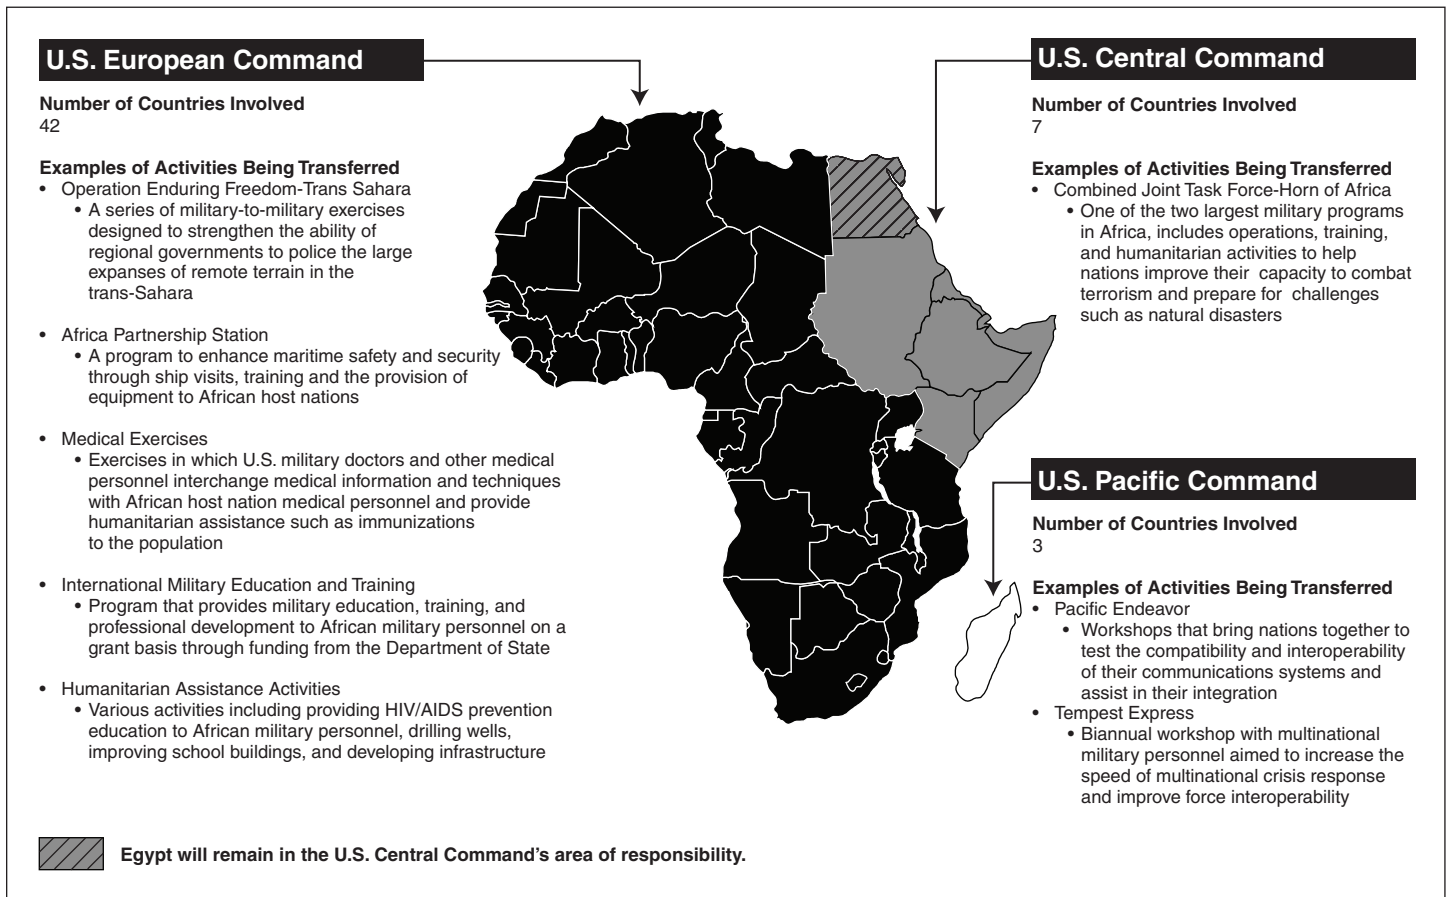 U.S. European Command
Number of Countries Involved
42
Examples of Activities Being Transferred
• Operation Enduring Freedom-Trans Sahara
• A series of military-to-military exercises
designed to strengthen the ability of
regional governments to police the large
expanses of remote terrain in the
trans-Sahara
• Africa Partnership Station
• A program to enhance maritime safety and security
through ship visits, training and the provision of
equipment to African host nations
• Medical Exercises
• Exercises in which U.S. military doctors and other medical
personnel interchange medical information and techniques
with African host nation medical personnel and provide
humanitarian assistance such as immunizations
to the population
• International Military Education and Training
• Program that provides military education, training, and
professional development to African military personnel on a
grant basis through funding from the Department of State
• Humanitarian Assistance Activities
• Various activities including providing HIV/AIDS prevention
education to African military personnel, drilling wells,
improving school buildings, and developing infrastructure
U.S. Central Command
Number of Countries Involved
7
Examples of Activities Being Transferred
• Combined Joint Task Force-Horn of Africa
• One of the two largest military programs
in Africa, includes operations, training,
and humanitarian activities to help
nations improve their capacity to combat
terrorism and prepare for challenges
such as natural disasters
U.S. Pacific Command
Number of Countries Involved
3
Examples of Activities Being Transferred
• Pacific Endeavor
• Workshops that bring nations together to
test the compatibility and interoperability
of their communications systems and
assist in their integration
• Tempest Express
• Biannual workshop with multinational
military personnel aimed to increase the
speed of multinational crisis response
and improve force interoperability
Egypt will remain in the U.S. Central Command's area of responsibility.